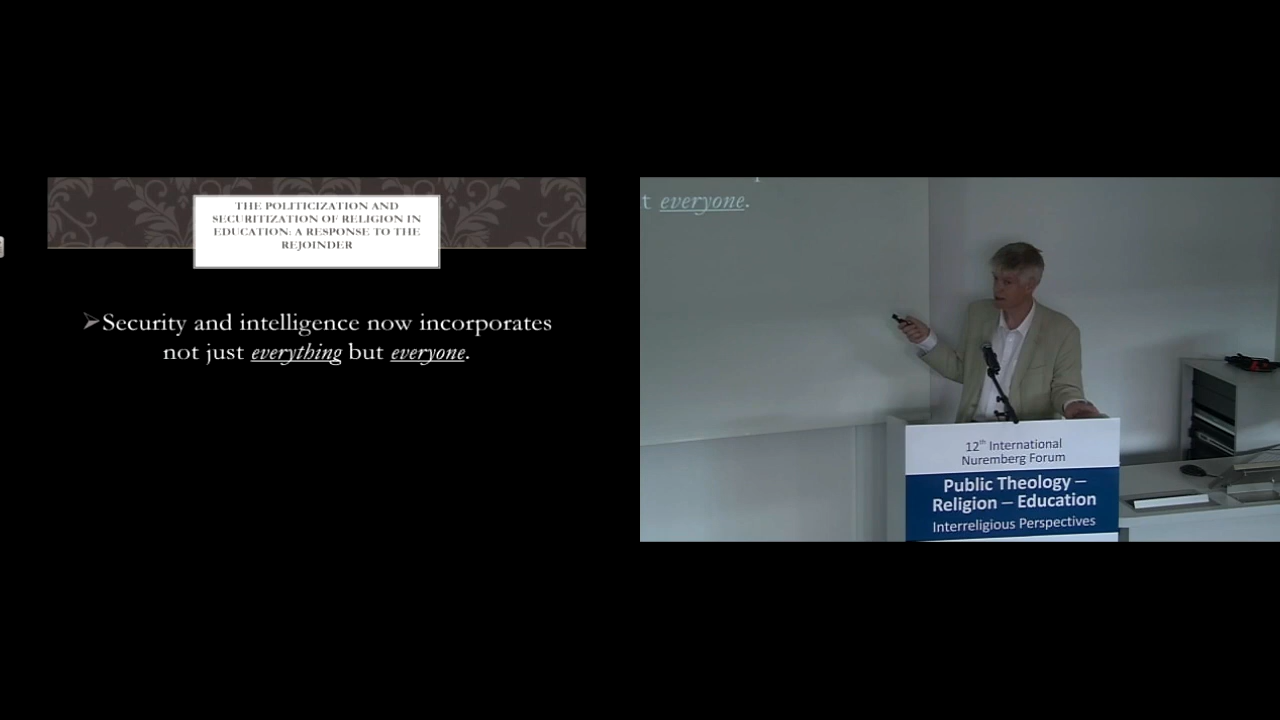 THE POLITICIZATION AND
SECURITIZATION OF RELIGION IN
EDUCATION: A RESPONSE TO THE
REJOINDER
➢Security and intelligence now incorporates
not just everything but everyone.
t everyone.
12th International
Nuremberg Forum
Public Theology –
Religion – Education
Interreligious Perspectives